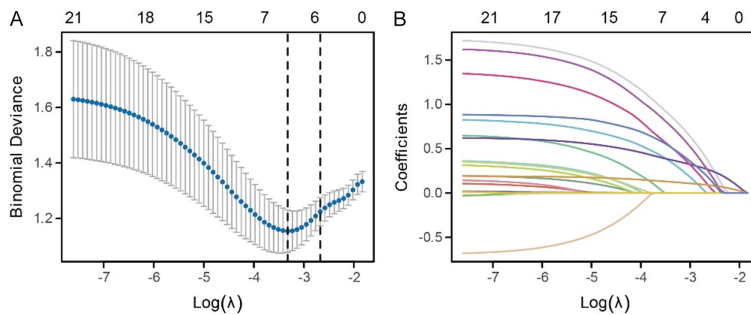 A
21 18 15 7 6 0
1.8
1.6
1.4
1.2
Binomial Deviance
-7 -6 -5 -4 -3 -2
Log(λ)
B
21 17 15 7 4 0
1.5
1.0
0.5
0.0
-0.5
Coefficients
-7 -6 -5 -4 -3 -2
Log(λ)